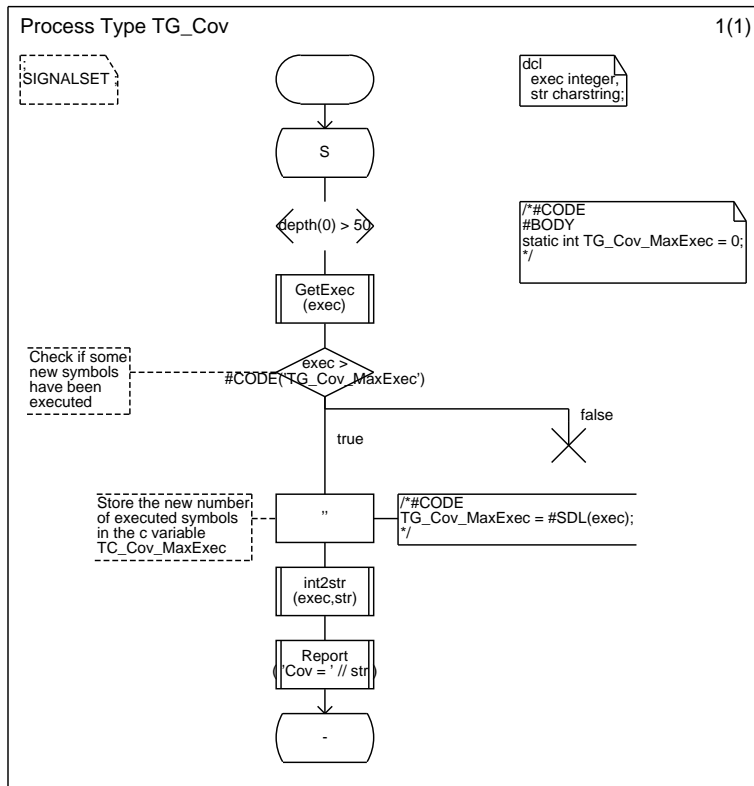 Process Type TG_Cov
1(1)
;
SIGNALSET ;
dcl
exec integer,
str charstring;
S
depth(0) > 50
/*#CODE
#BODY
static int TG_Cov_MaxExec = 0;
*/
GetExec
(exec)
Check if some
new symbols
have been
executed
exec >
#CODE('TG_Cov_MaxExec')
false
true
Store the new number
of executed symbols
in the c variable
TC_Cov_MaxExec
''
/*#CODE
TG_Cov_MaxExec = #SDL(exec);
*/
int2str
(exec,str)
Report
( 'Cov = ' // str )
-